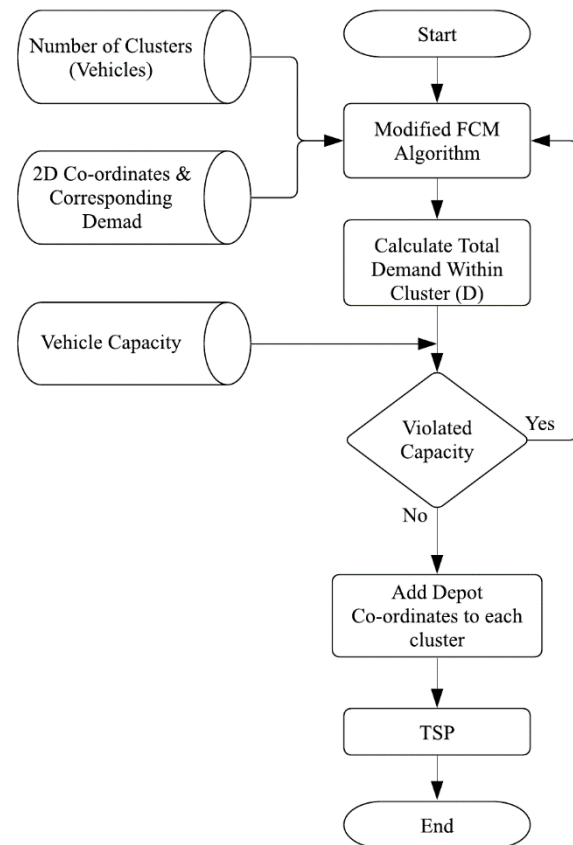 Number of Clusters
(Vehicles)
Start
Modified FCM
Algorithm
2D Co-ordinates &
Corresponding
Demad
Calculate Total
Demand Within
Cluster (D)
Vehicle Capacity
Violated
Capacity
Yes
No
Add Depot
Co-ordinates to each
cluster
TSP
End